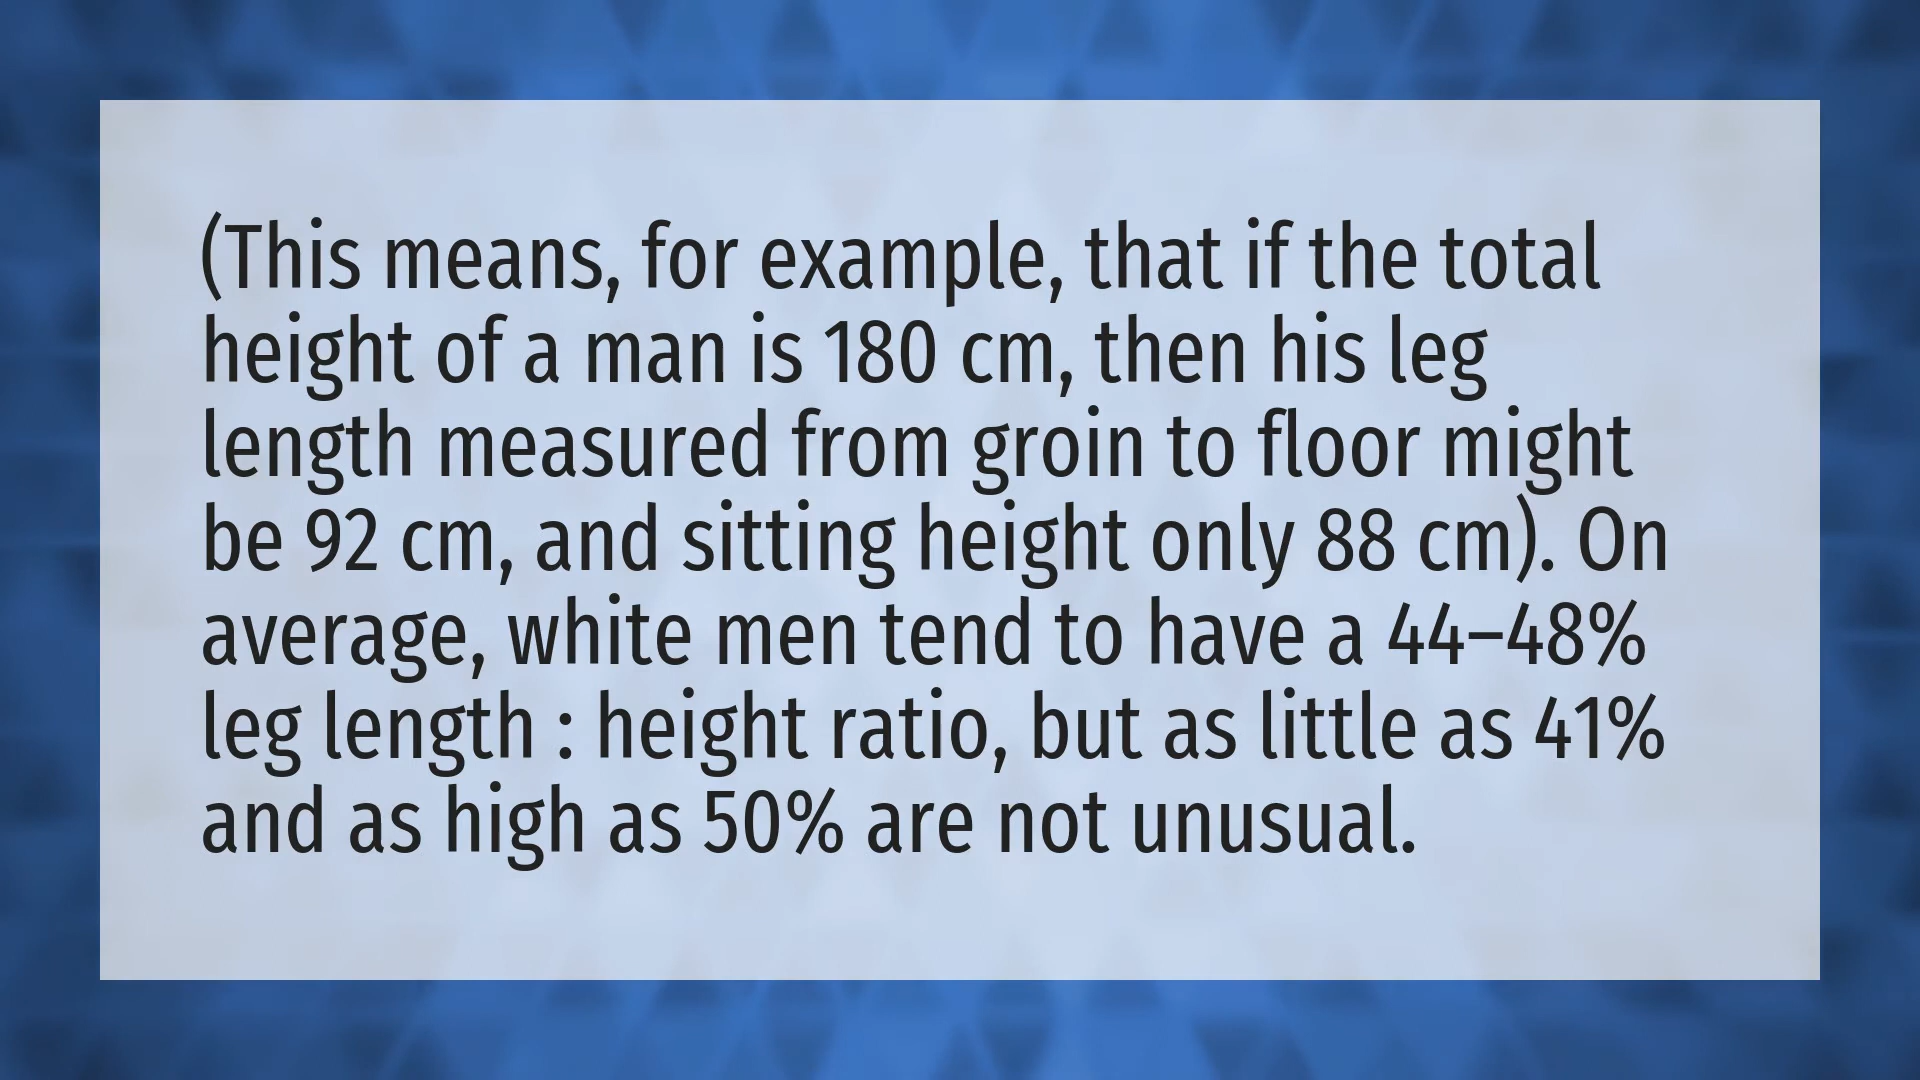 (This means, for example, that if the total
height of a man is 180 cm, then his leg
length measured from groin to floor might
be 92 cm, and sitting height only 88 cm). On
average, white men tend to have a 44–48%
leg length : height ratio, but as little as 41%
and as high as 50% are not unusual.